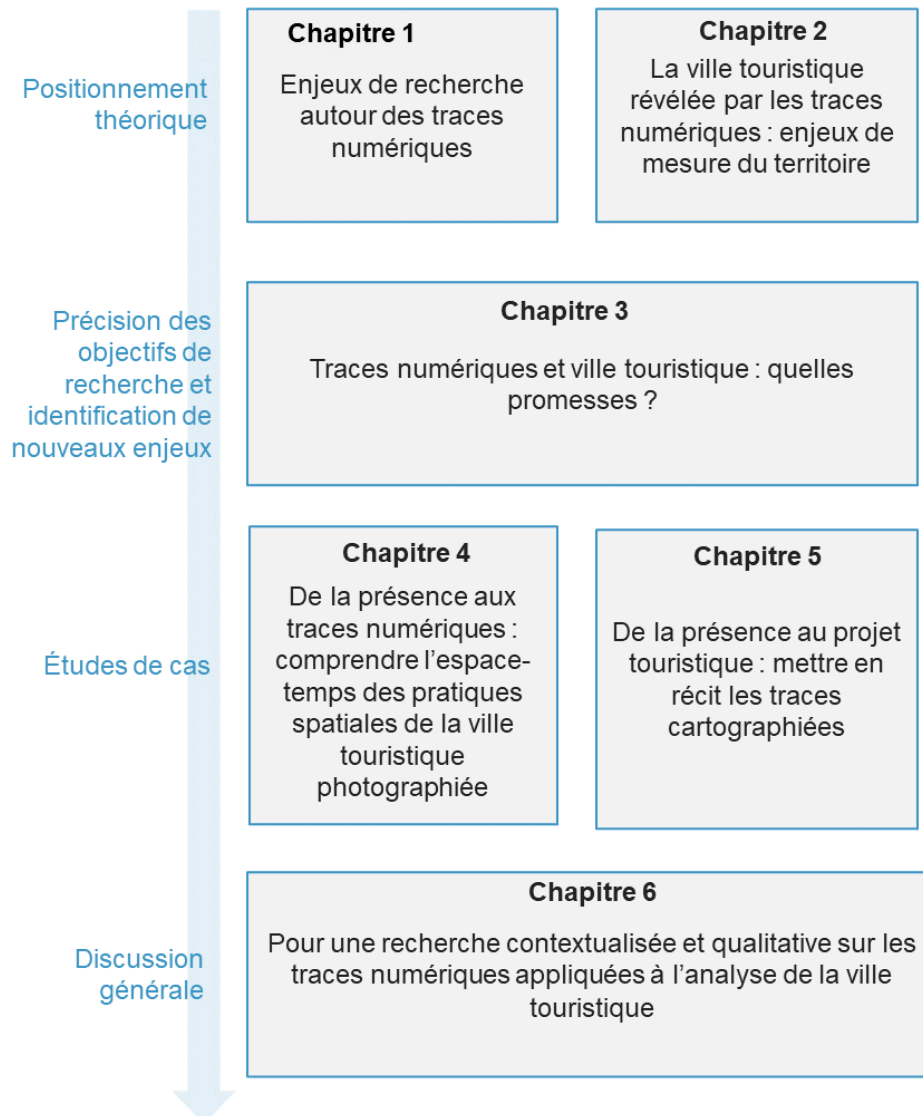 Positionnement
théorique
Chapitre 1
Enjeux de recherche
autour des traces
numériques
Chapitre 2
La ville touristique
révélée par les traces
numériques : enjeux de
mesure du territoire
Précision des
objectifs de
recherche et
identification de
nouveaux enjeux
Chapitre 3
Traces numériques et ville touristique : quelles
promesses ?
Études de cas
Chapitre 4
De la présence aux
traces numériques :
comprendre l’espace-
temps des pratiques
spatiales de la ville
touristique
photographiée
Chapitre 5
De la présence au projet
touristique : mettre en
récit les traces
cartographiées
Discussion
générale
Chapitre 6
Pour une recherche contextualisée et qualitative sur les
traces numériques appliquées à l’analyse de la ville
touristique